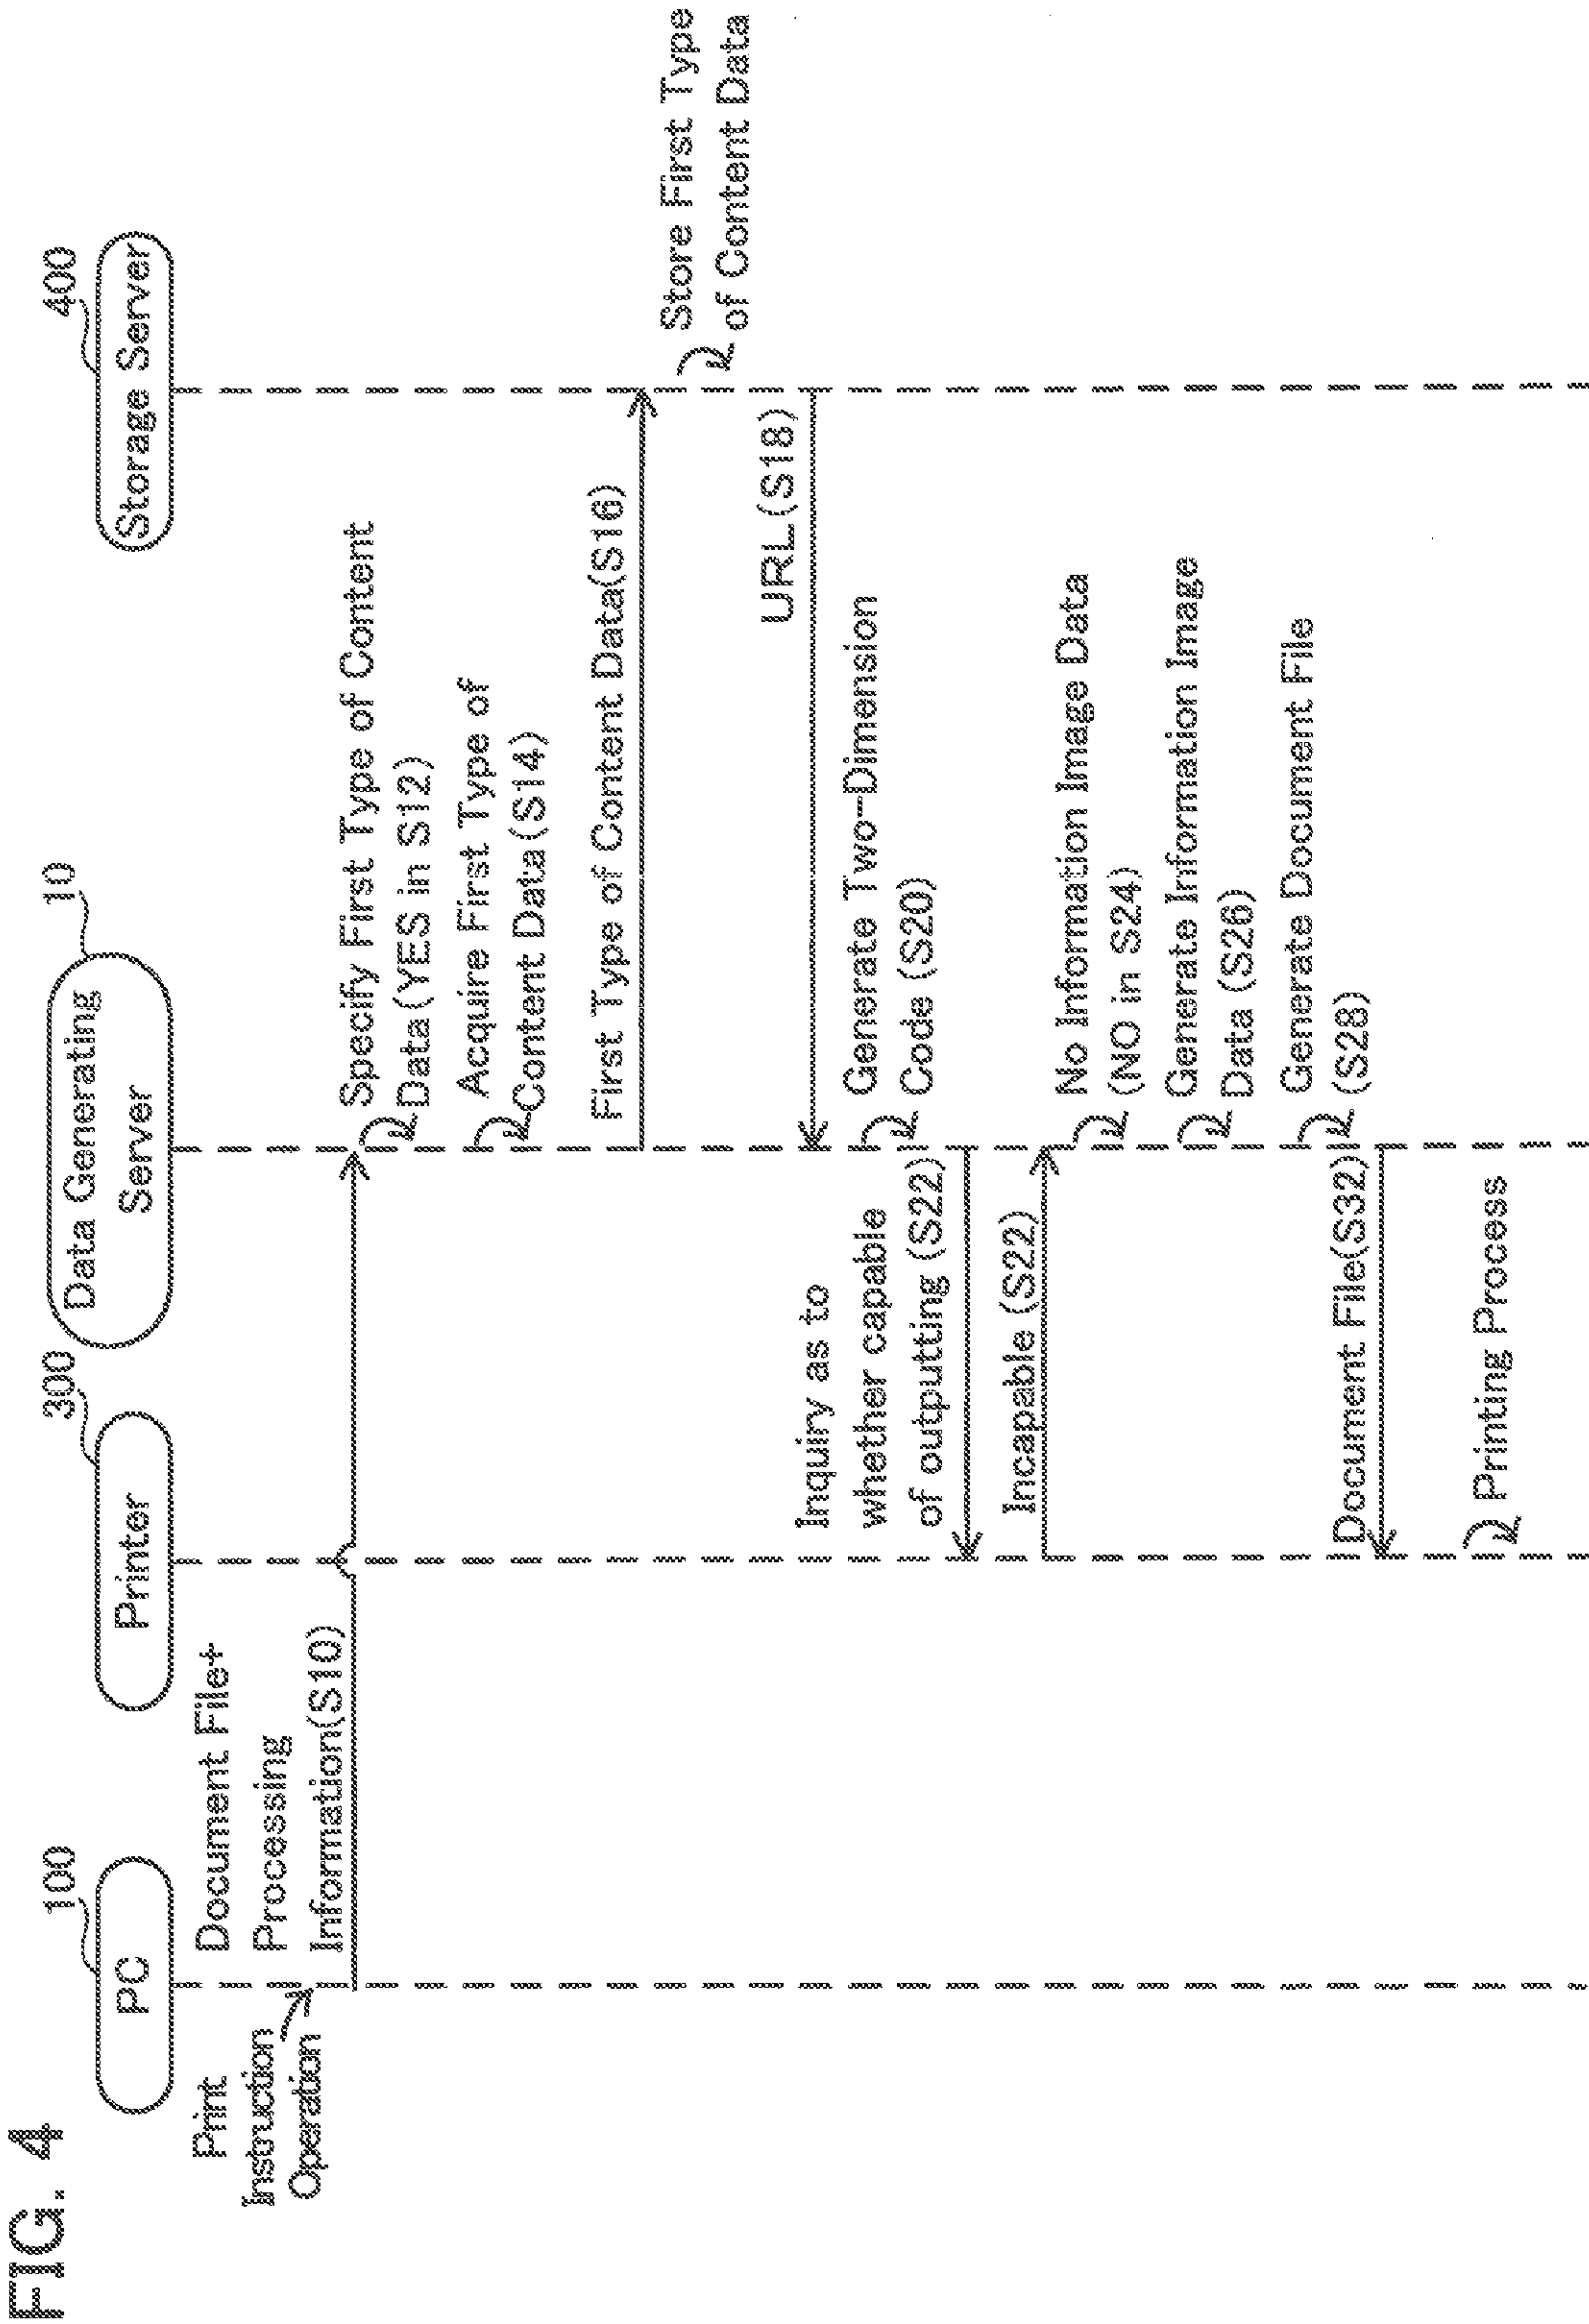 FIG. 4
100
PC
300
Printer
10
Data Generating
Server
400
Storage Server
Print
Instruction
Operation
Document File+
Processing
Information(S10)
Specify First Type of Content
Data(YES in S12)
Acquire First Type of
Content Data(S14)
First Type of Content Data(S16)
Store First Type
of Content Data
URL(S18)
Generate Two-Dimension
Code (S20)
Inquiry as to
whether capable
of outputting (S22)
Incapable (S22)
No Information Image Data
(NO in S24)
Generate Information Image
Data (S26)
Generate Document File
(S28)
Document File(S32)
Printing Process